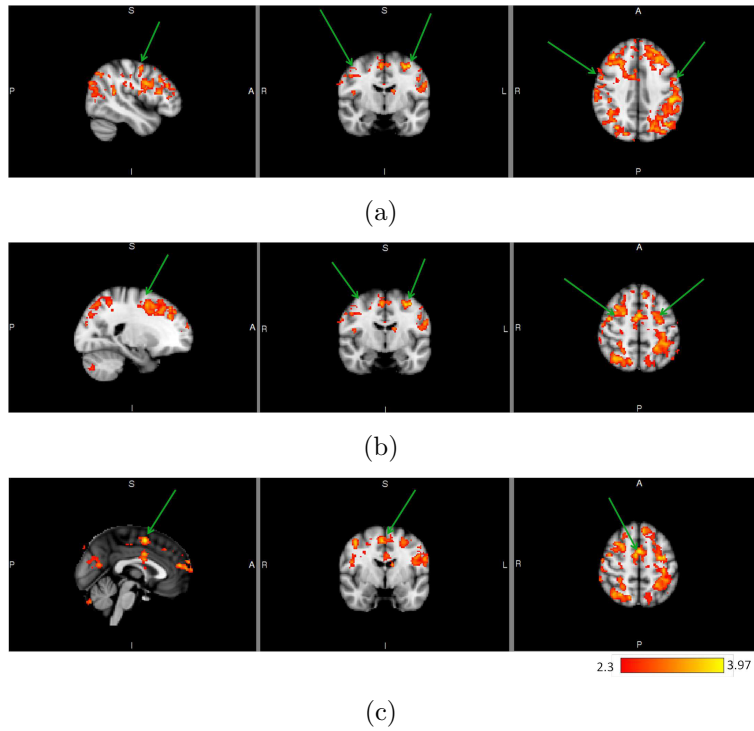 S S A
P A R L R
I I P
(a)
S S A
P A R L R
I I P
(b)
S S A
P A R L R
I I P
2.3 3.97
(c)